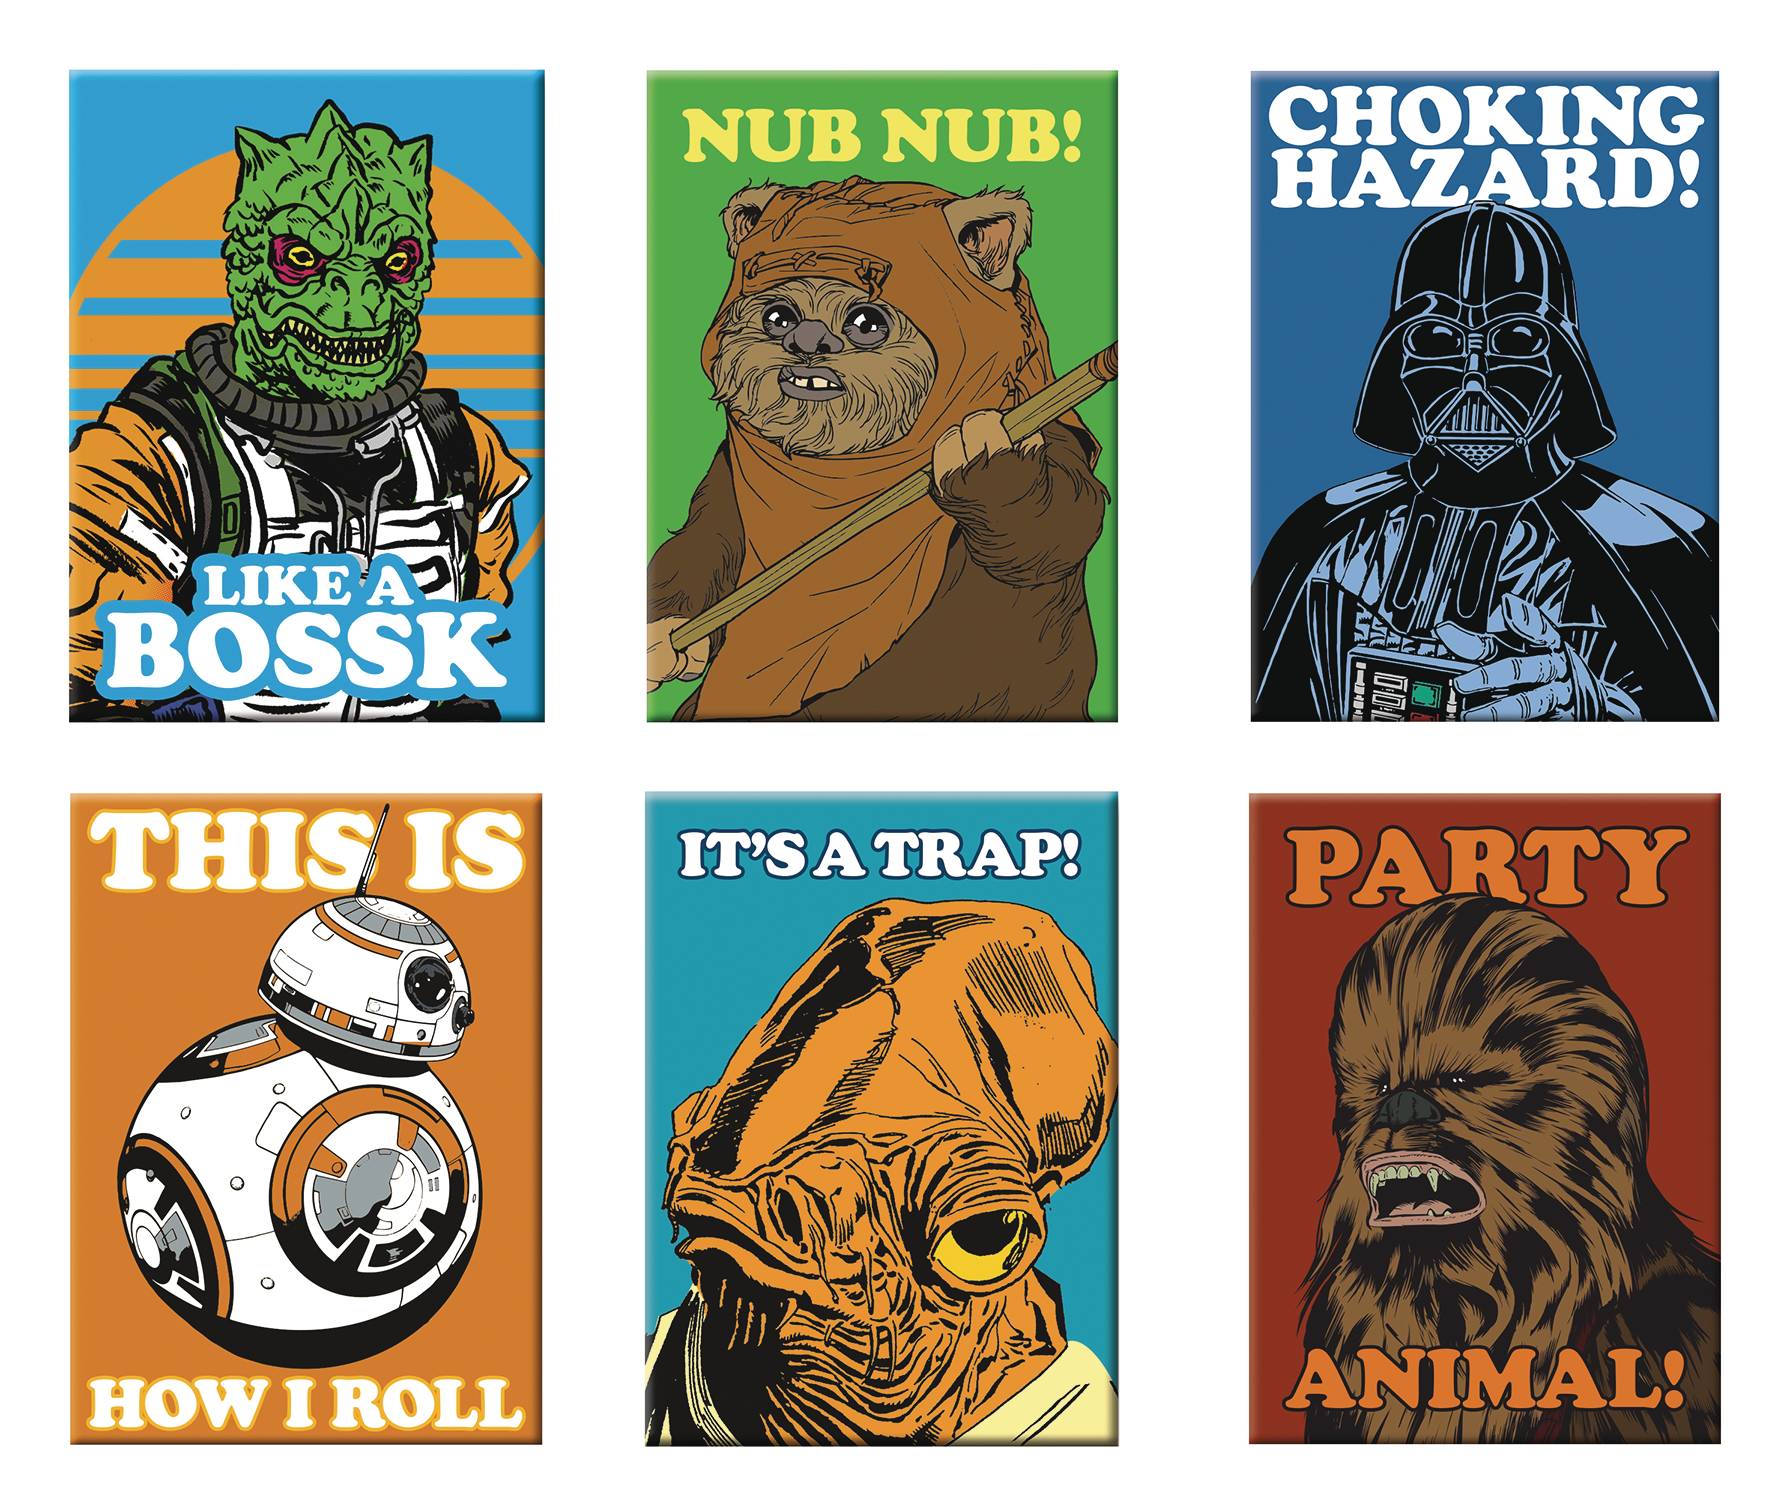 LIKE A
BOSSK
NUB NUB!
CHOKING
HAZARD!
THIS IS
HOW I ROLL
IT'S A TRAP!
PARTY
ANIMAL!